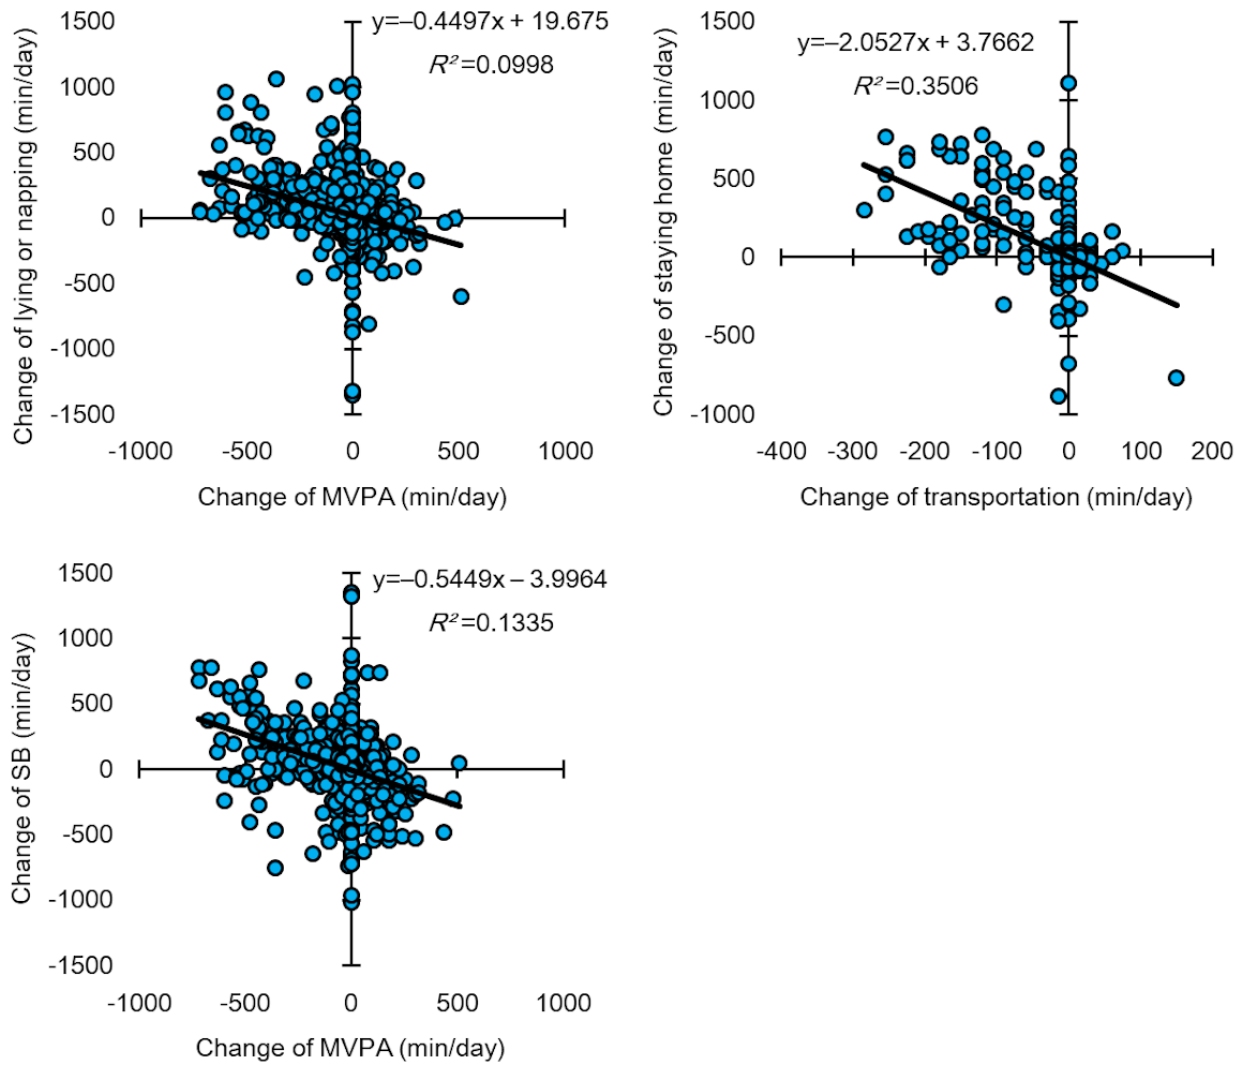 Change of lying or napping (min/day)
1500
1000
500
0
-500
-1000
-1500
y=–0.4497x + 19.675
R²=0.0998
-1000 -500 0 500 1000
Change of MVPA (min/day)
Change of staying home (min/day)
1500
1000
500
0
-500
-1000
y=–2.0527x + 3.7662
R²=0.3506
-400 -200 -200 -100 0 100 200
Change of transportation (min/day)
Change of SB (min/day)
1500
1000
500
0
-500
-1000
-1500
y=–0.5449x – 3.9964
R²=0.1335
-1000 -500 0 500 1000
Change of MVPA (min/day)